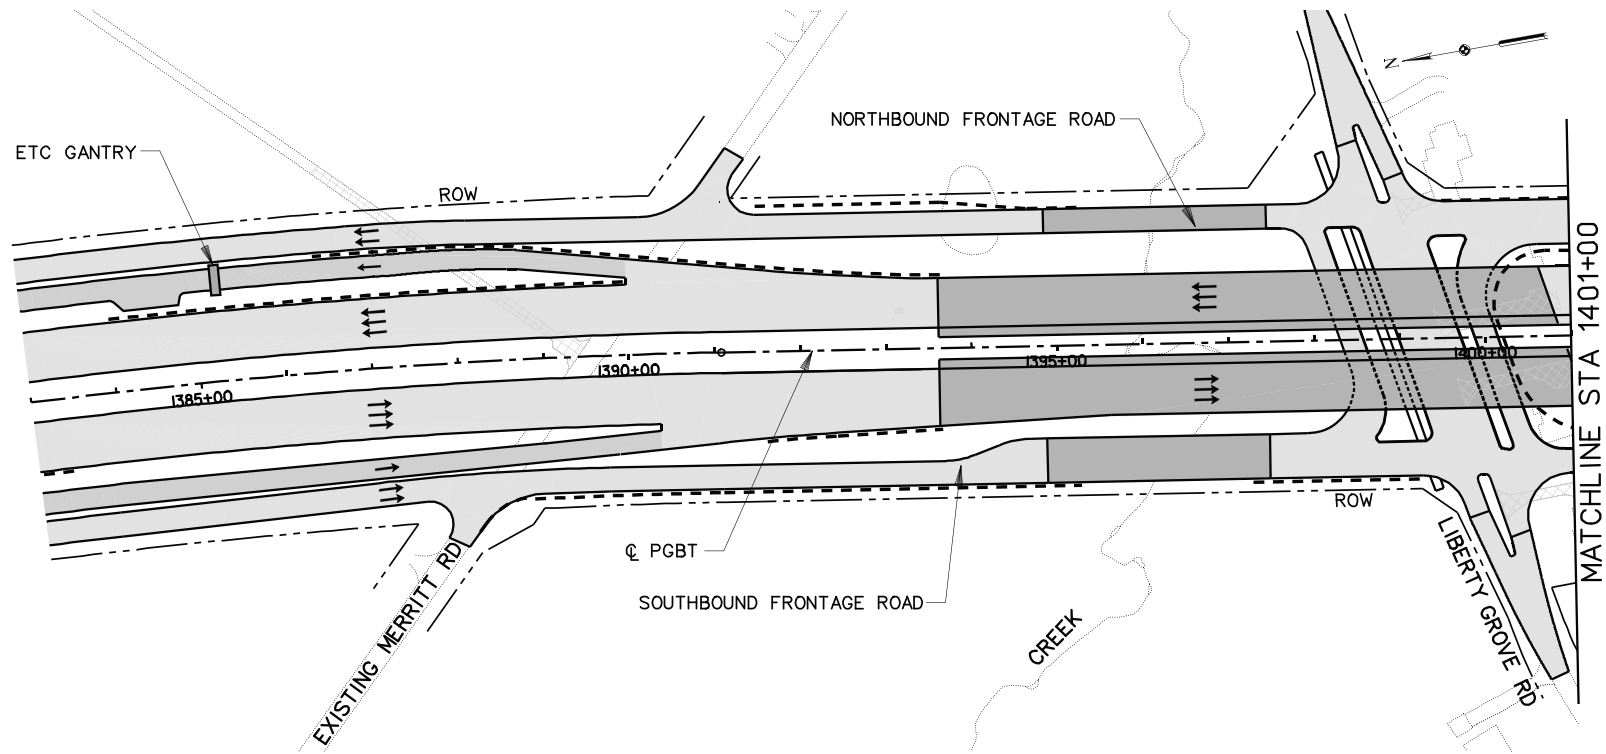 N
NORTHBOUND FRONTAGE ROAD
ETC GANTRY
ROW
1385+00
1390+00
1395+00
1400+00
MATCHLINE STA 1401+00
ROW
℄ PGBT
SOUTHBOUND FRONTAGE ROAD
EXISTING MERRITT RD
CREEK
LIBERTY GROVE RD